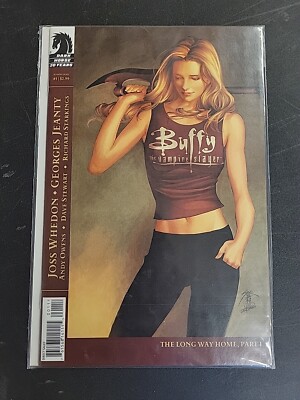 DARK
HORSE
20 YEARS
#1 | $2.99
JOSS WHEDON • GEORGES JEANTY
ANDY OWENS • DAVE STEWART • RICHARD STARKINGS
Buffy
the vampire slayer
THE LONG WAY HOME, PART 1